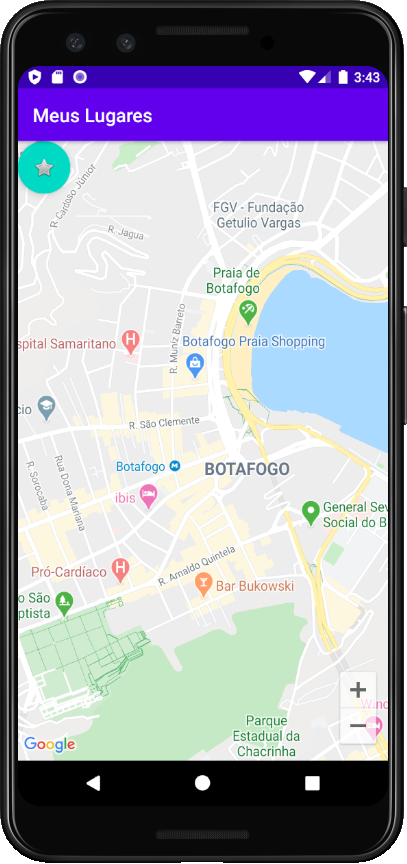 3:43
Meus Lugares
R. Cardoso Júnior
FGV - Fundação
Getulio Vargas
R. Jagua
Praia de
Botafogo
R. Muniz Barreto
spital Samaritano
H
Botafogo Praia Shopping
cio
R. São Clemente
Botafogo
M
BOTAFOGO
R. Sorocaba
Rua Dona Mariana
ibis
General Sev
Social do B
R. Arnaldo Quintela
Pró-Cardíaco
H
Bar Bukowski
o São
ptista
+
Winc
−
Parque
Estadual da
Chacrinha
Google